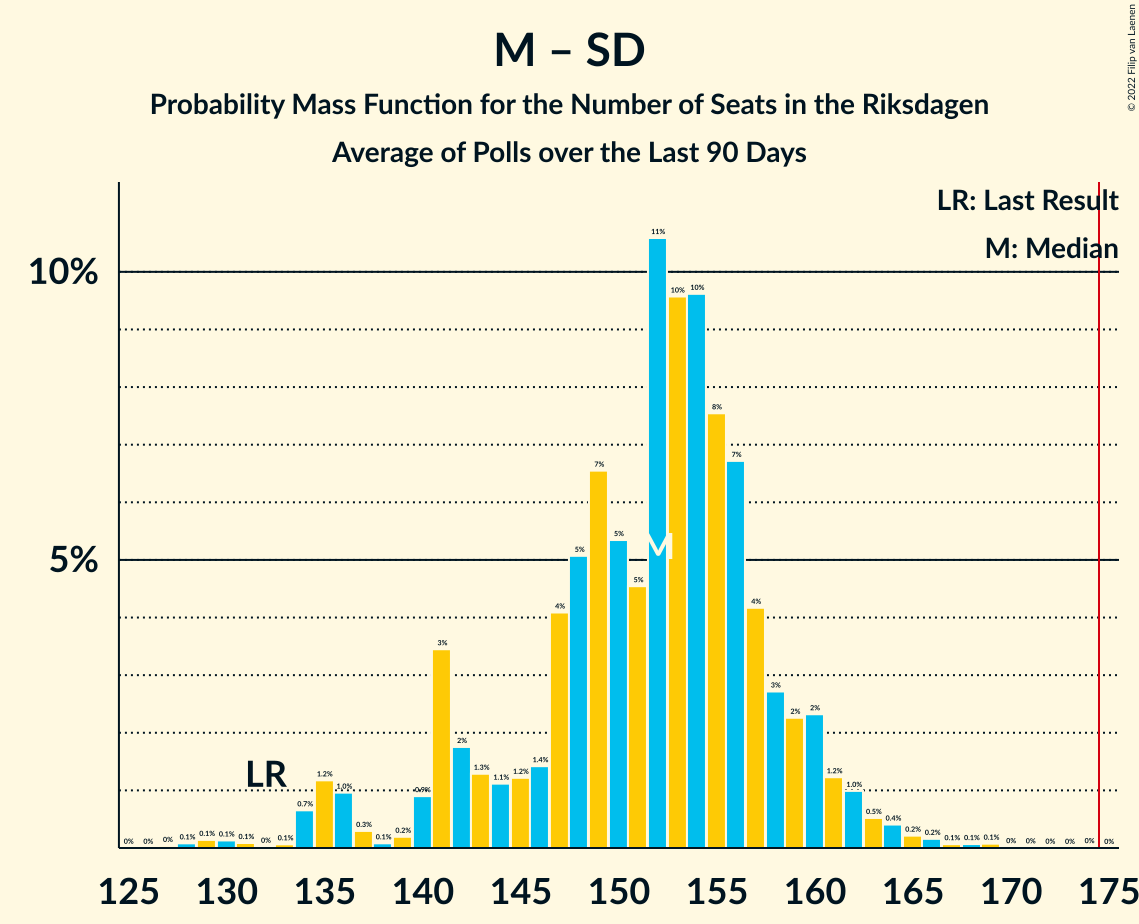 © 2022 Filip van Laenen
M – SD
Probability Mass Function for the Number of Seats in the Riksdagen
Average of Polls over the Last 90 Days
LR: Last Result
M: Median
10%
5%
LR
M
0% 0% 0% 0.1% 0.1% 0.1% 0.1% 0% 0.1% 0.7% 1.2% 1.0% 0.3% 0.1% 0.2% 0.9% 3% 2% 1.3% 1.1% 1.2% 1.4% 4% 5% 7% 5% 5% 11% 10% 10% 8% 7% 4% 3% 2% 2% 1.2% 1.0% 0.5% 0.4% 0.2% 0.2% 0.1% 0.1% 0.1% 0% 0% 0% 0% 0% 0%
125 130 135 140 145 150 155 160 165 170 175